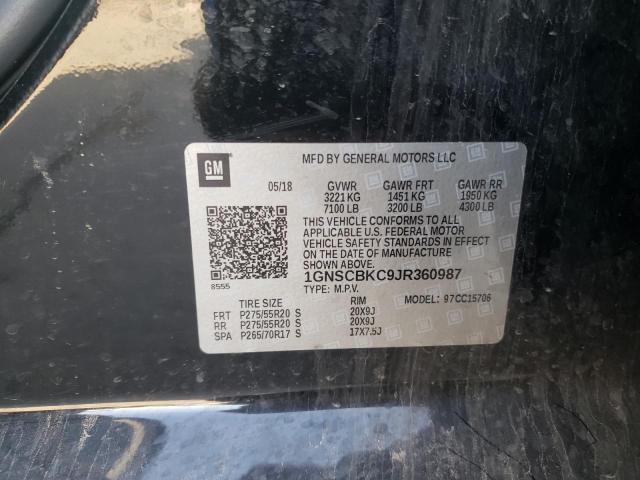 GM
MFD BY GENERAL MOTORS LLC
05/18 GVWR GAWR FRT GAWR RR
3221 KG 1451 KG 1950 KG
7100 LB 3200 LB 4300 LB
THIS VEHICLE CONFORMS TO ALL
APPLICABLE U.S. FEDERAL MOTOR
VEHICLE SAFETY STANDARDS IN
EFFECT ON THE DATE OF MANUFACTURE
SHOWN ABOVE.
1GNSCBKC9JR360987
8555
TYPE: M.P.V. MODEL: 97CC15706
TIRE SIZE RIM
FRT P275/55R20 S 20X9J
RR P275/55R20 S 20X9J
SPA P265/70R17 S 17X7.5J